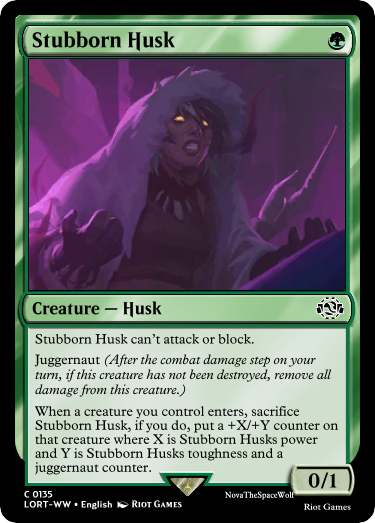 Stubborn Husk
Creature — Husk
Stubborn Husk can't attack or block.
Juggernaut (After the combat damage step on your
turn, if this creature has not been destroyed, remove all
damage from this creature.)
When a creature you control enters, sacrifice
Stubborn Husk, if you do, put a +X/+Y counter on
that creature where X is Stubborn Husks power
and Y is Stubborn Husks toughness and a
juggernaut counter.
0/1
C 0135
LORT-WW • English Riot Games
NovaTheSpaceWolf
Riot Games